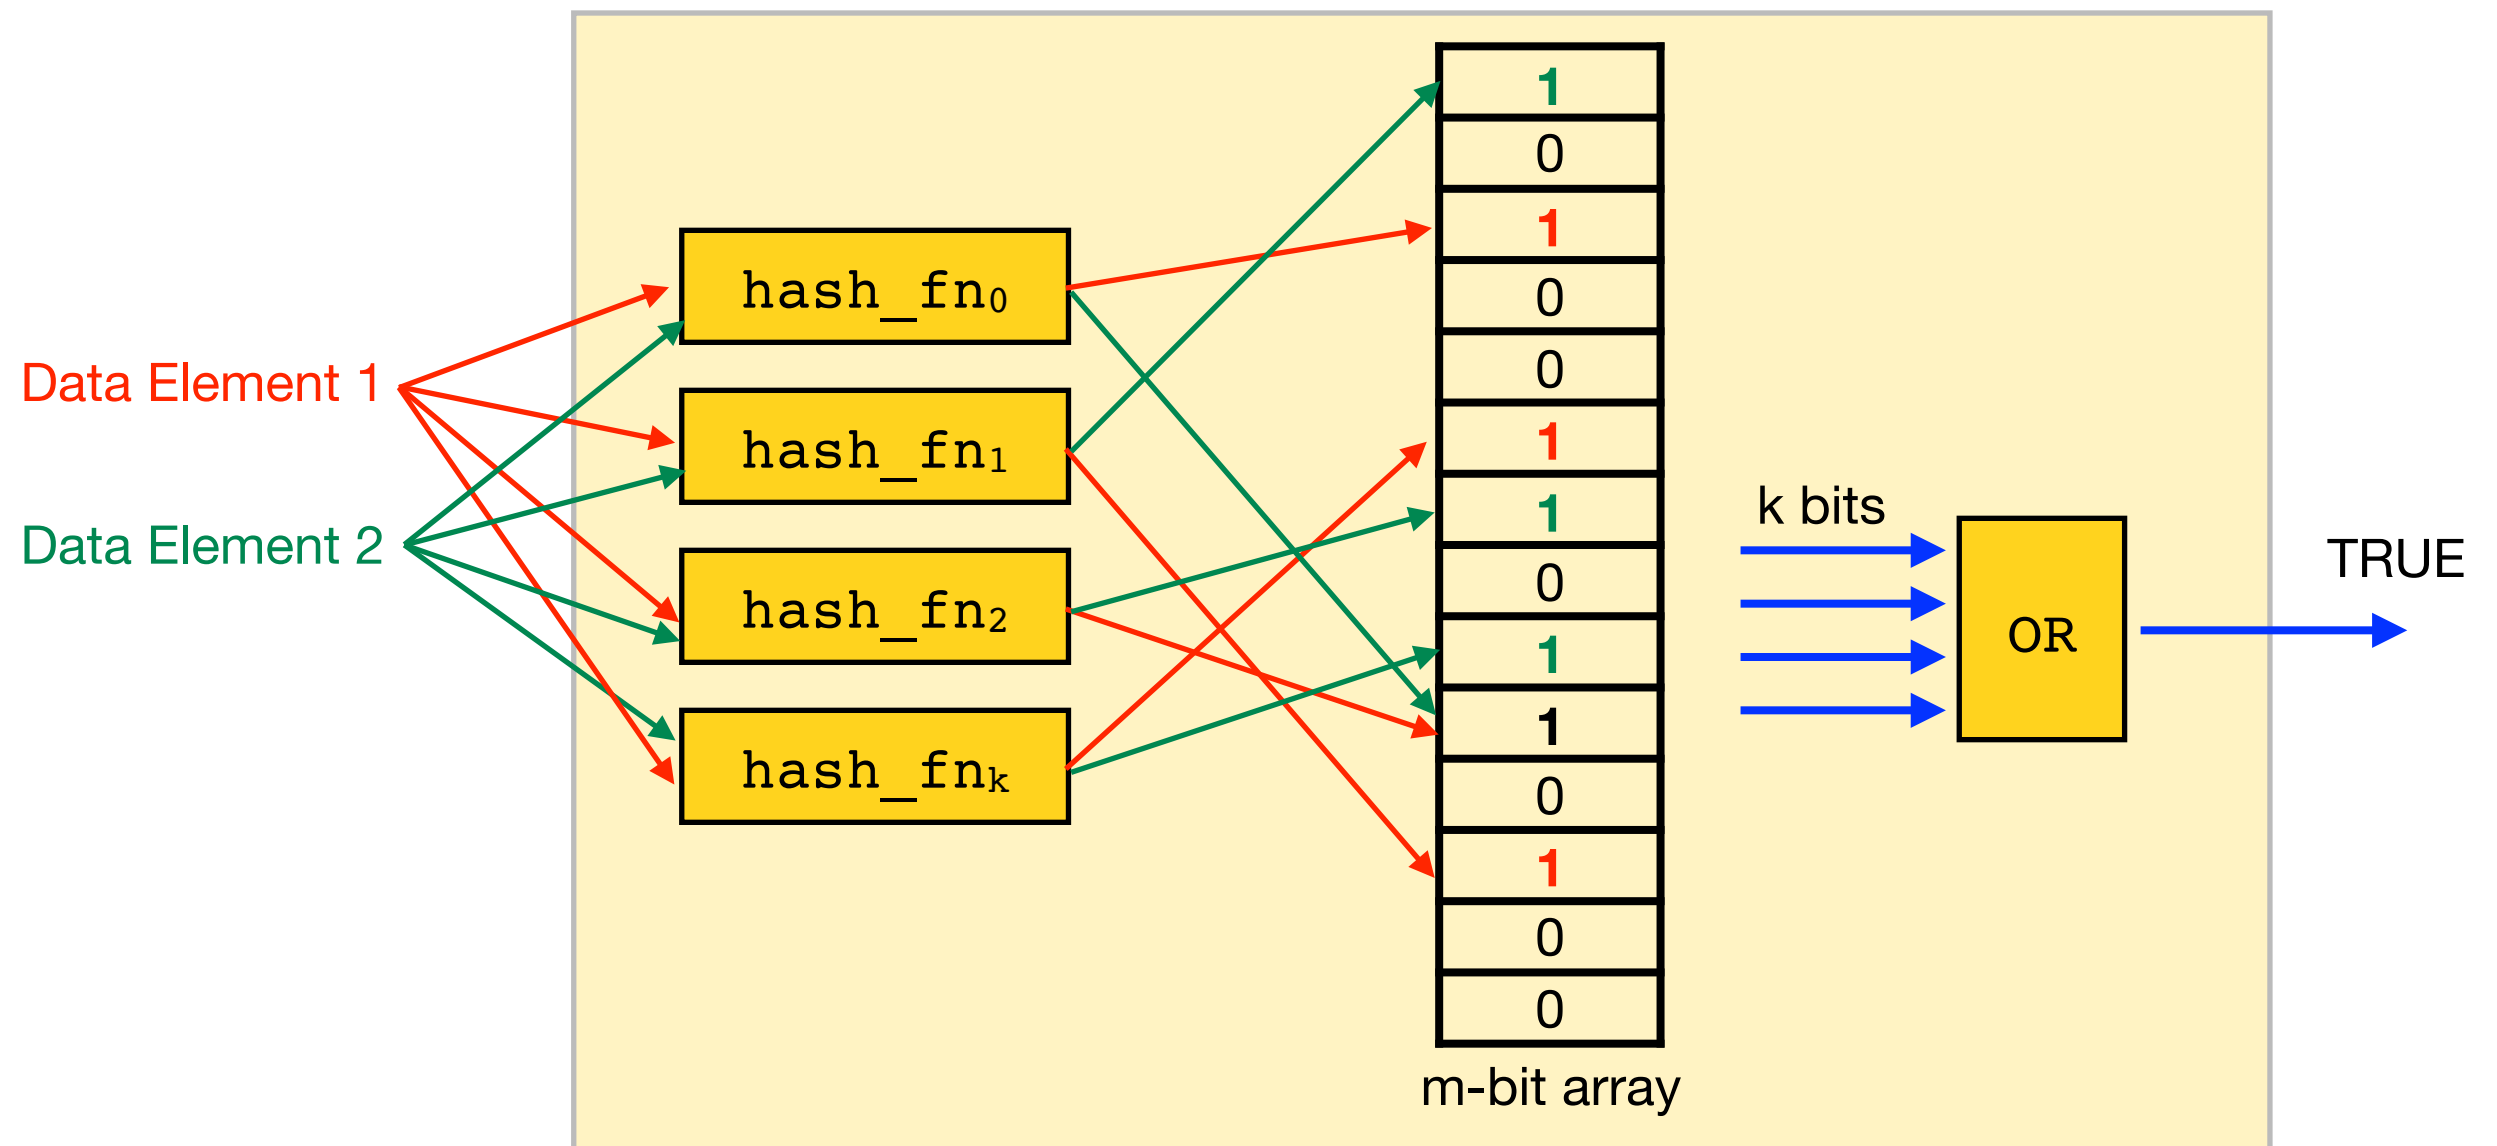 Data Element 1
Data Element 2
hash_fn0
hash_fn1
hash_fn2
hash_fnk
1
0
1
0
0
1
1
0
1
1
0
1
0
0
m-bit array
k bits
OR
TRUE